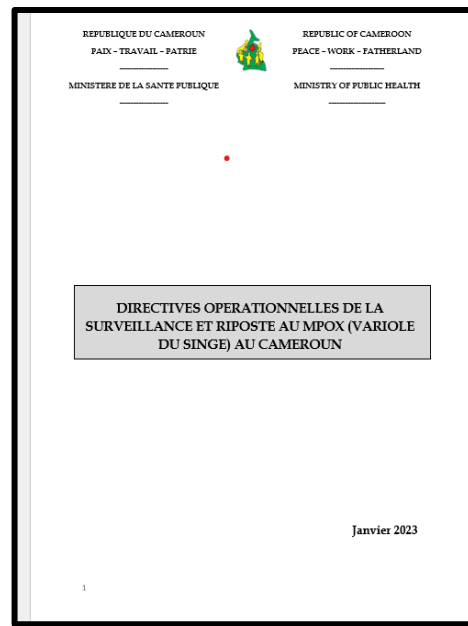 REPUBLIQUE DU CAMEROUN
PAIX – TRAVAIL – PATRIE
--------------------
MINISTERE DE LA SANTE PUBLIQUE
--------------------
REPUBLIC OF CAMEROON
PEACE – WORK – FATHERLAND
----------------------
MINISTRY OF PUBLIC HEALTH
----------------------
DIRECTIVES OPERATIONNELLES DE LA
SURVEILLANCE ET RIPOSTE AU MPOX (VARIOLE
DU SINGE) AU CAMEROUN
Janvier 2023
1